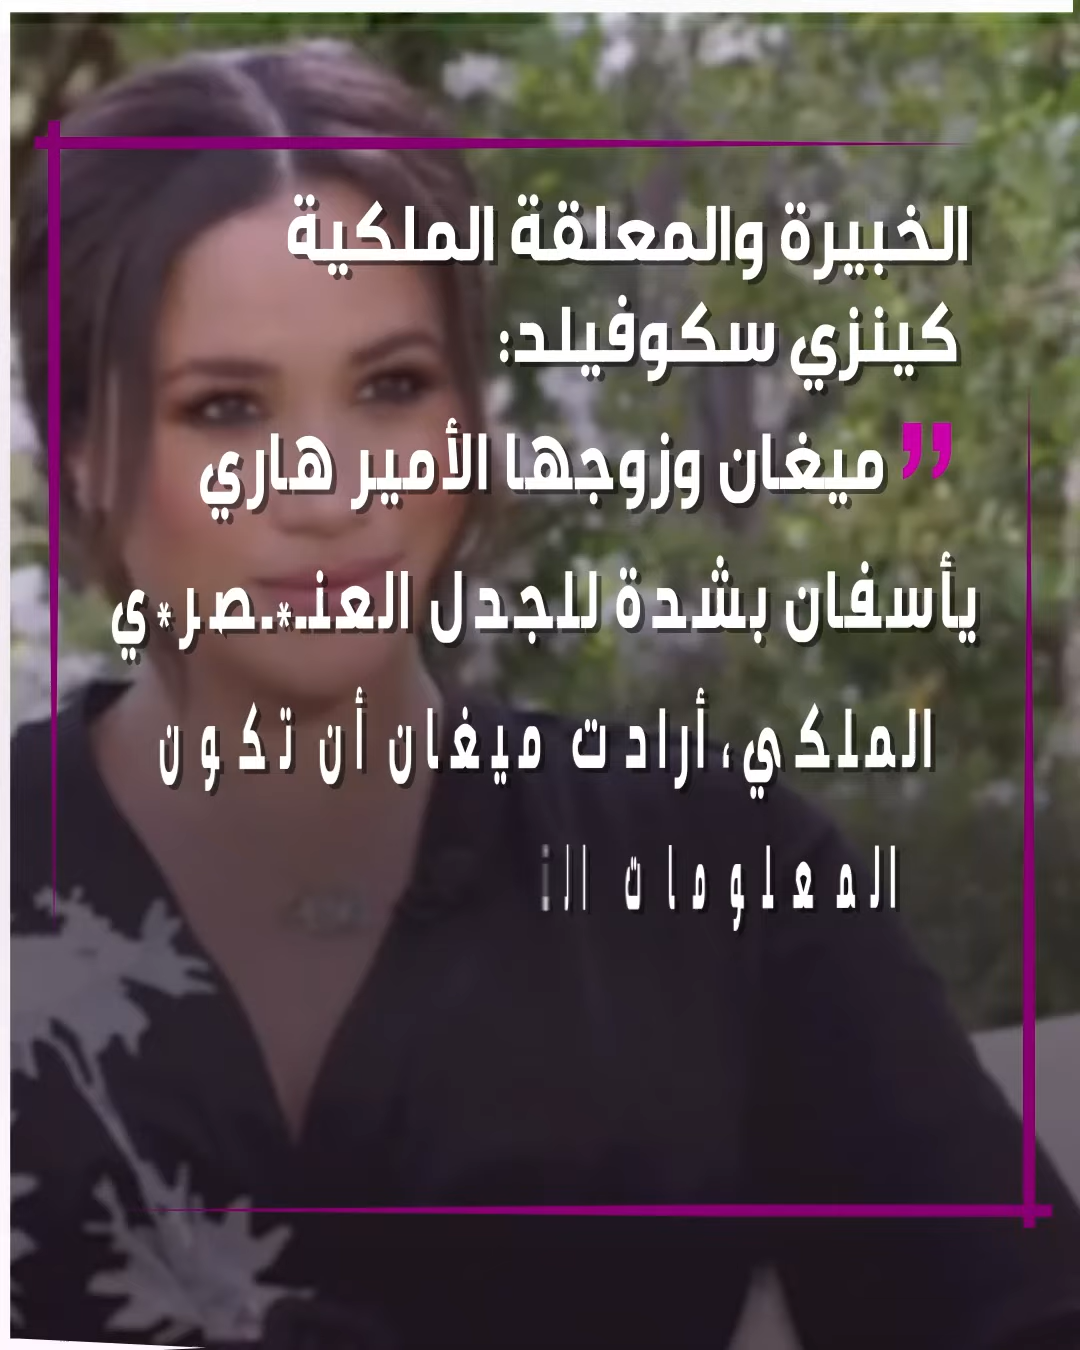 الخبيرة والمعلقة الملكية
كينزي سكوفيلد:
” ميغان وزوجها الأمير هاري
يأسفان بشدة للجدل العنـ*ـصر*ي
الملكي، أرادت ميغان أن تكون
المعلومات